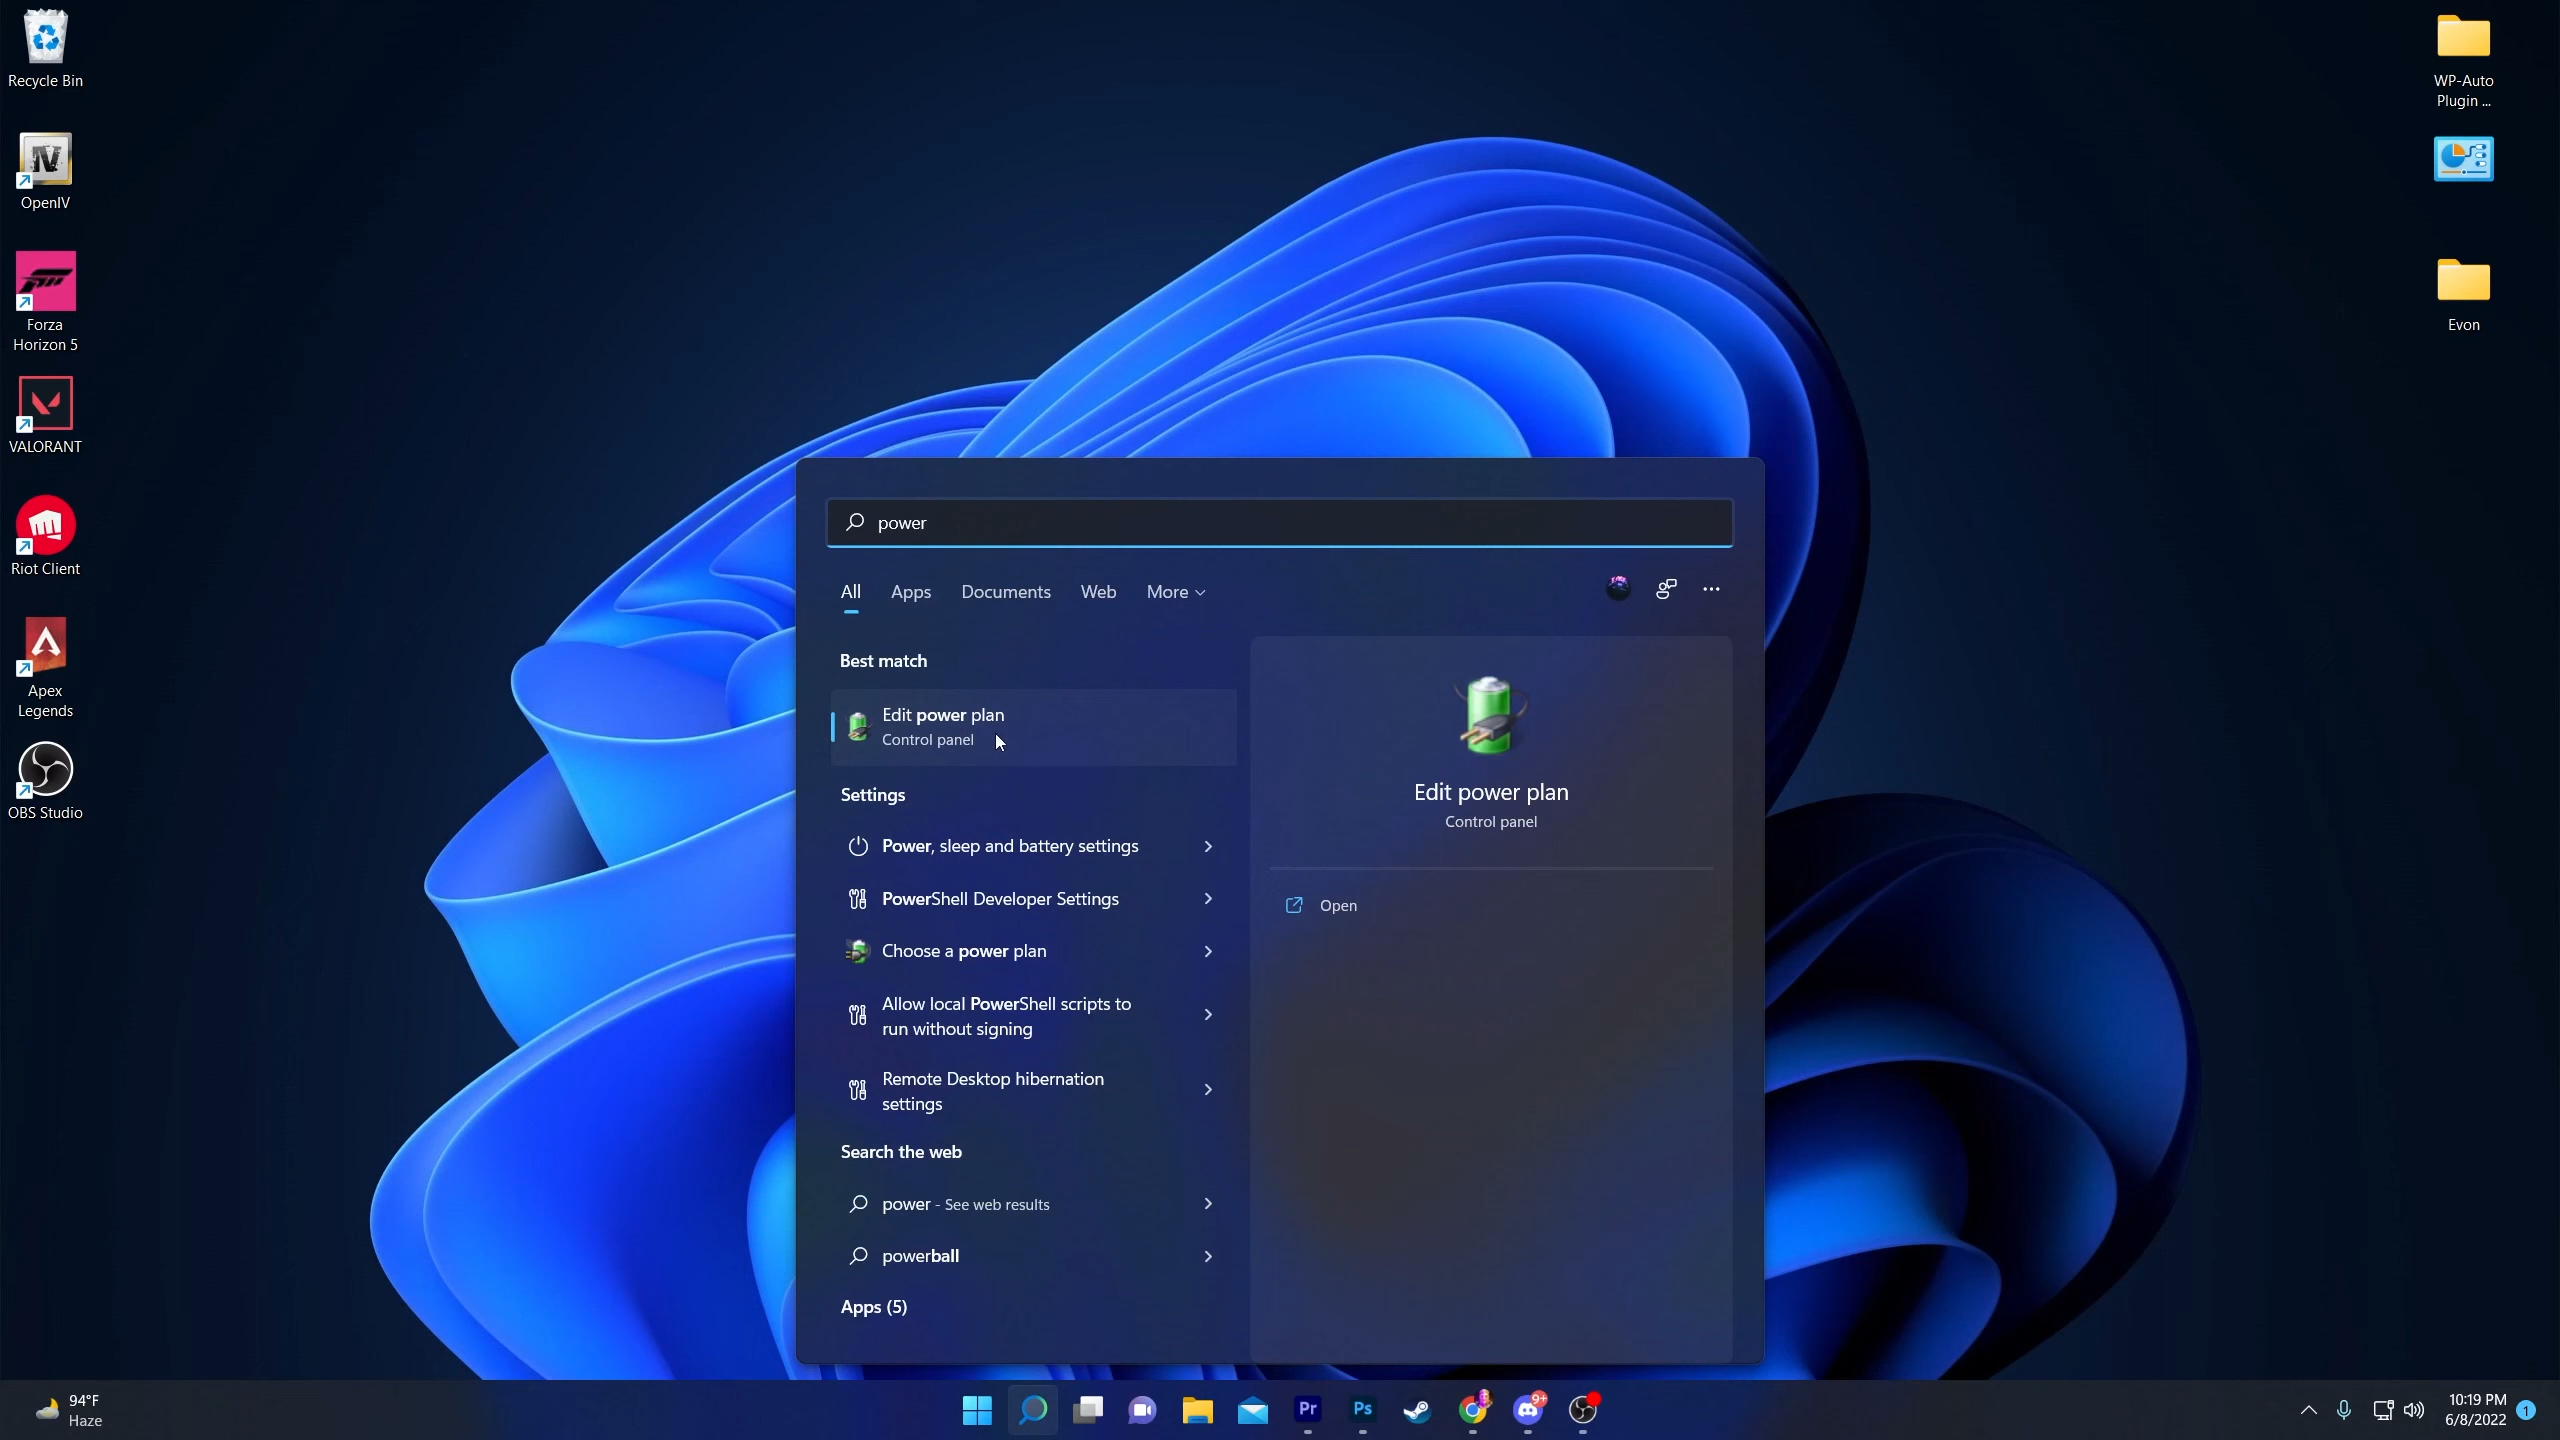 Recycle Bin
OpenIV
Forza
Horizon 5
VALORANT
Riot Client
Apex
Legends
OBS Studio
WP-Auto
Plugin ...
Evon
power
All Apps Documents Web More
Best match
Edit power plan
Control panel
Settings
Power, sleep and battery settings
PowerShell Developer Settings
Choose a power plan
Allow local PowerShell scripts to
run without signing
Remote Desktop hibernation
settings
Search the web
power - See web results
powerball
Apps (5)
Edit power plan
Control panel
Open
94°F
Haze
Pr
Ps
9+
10:19 PM
6/8/2022
1